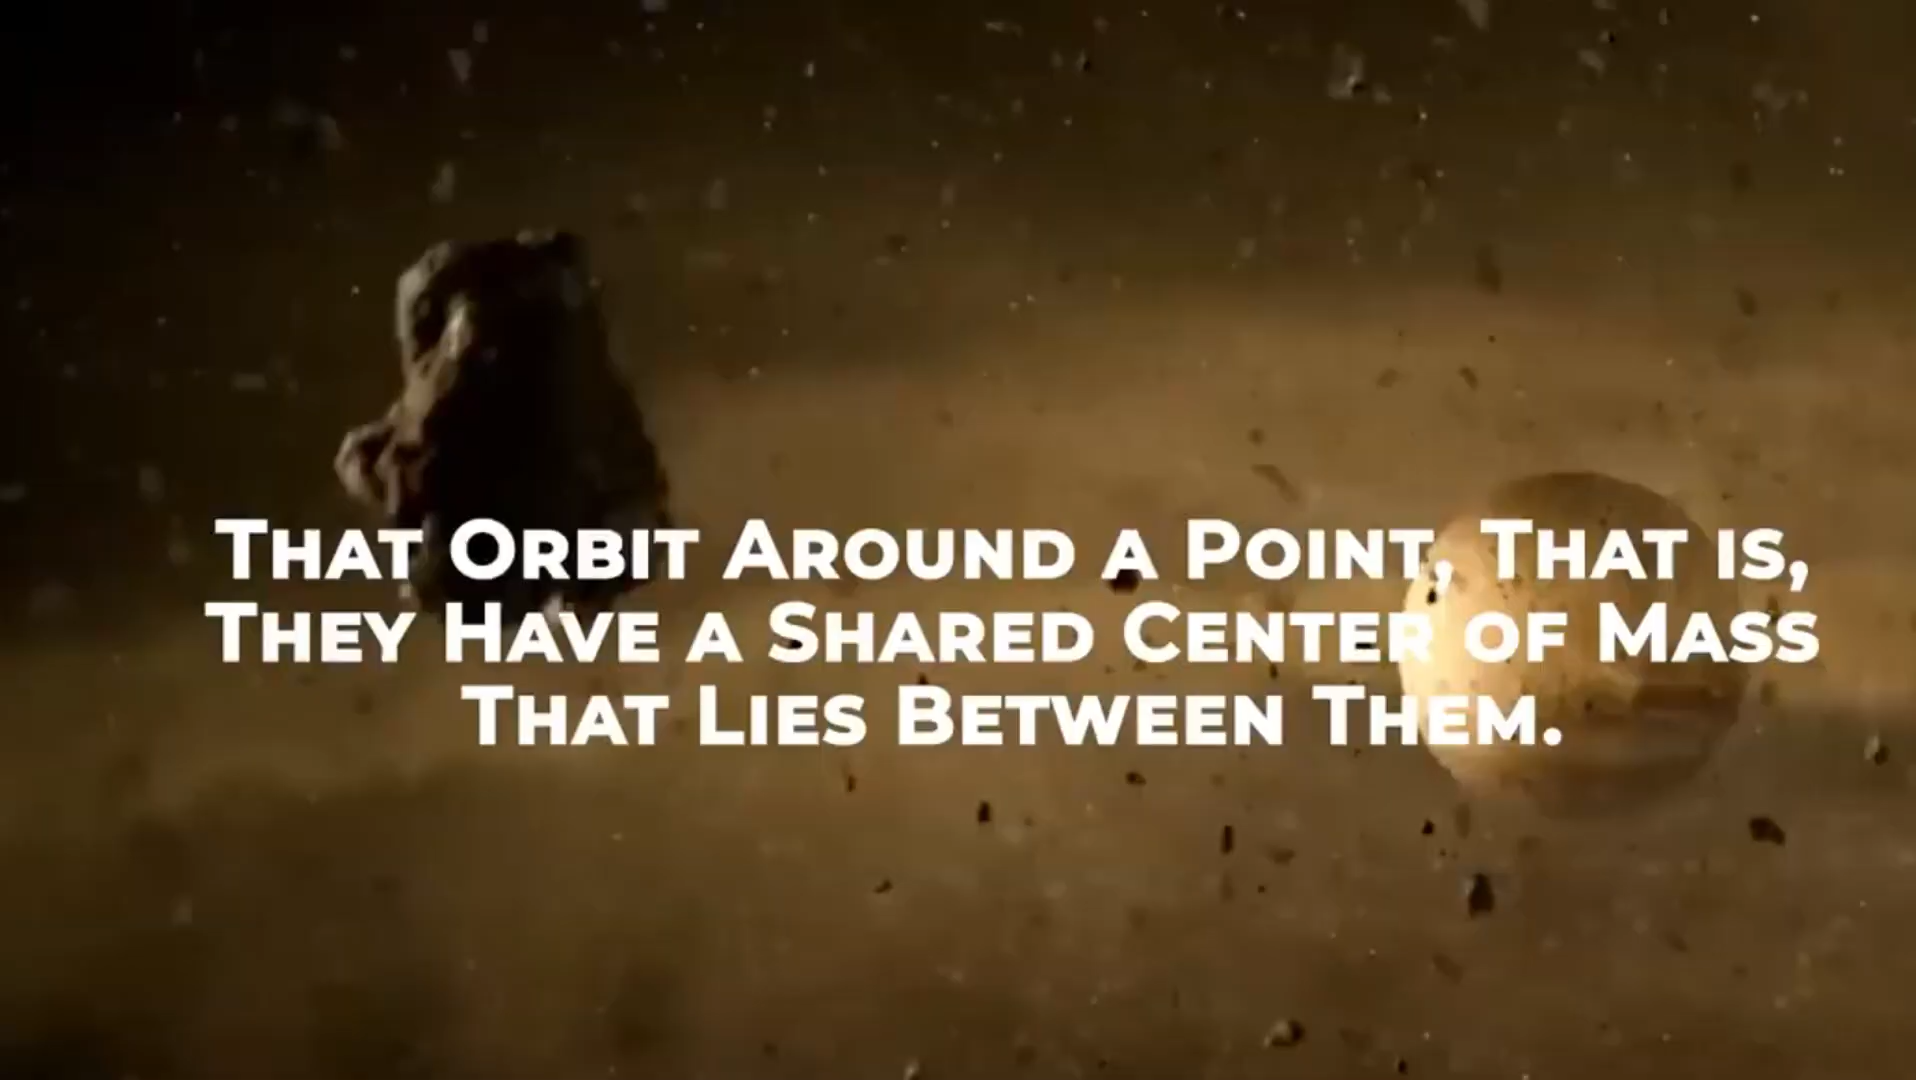 That Orbit Around a Point, That is,
They Have a Shared Center of Mass
That Lies Between Them.